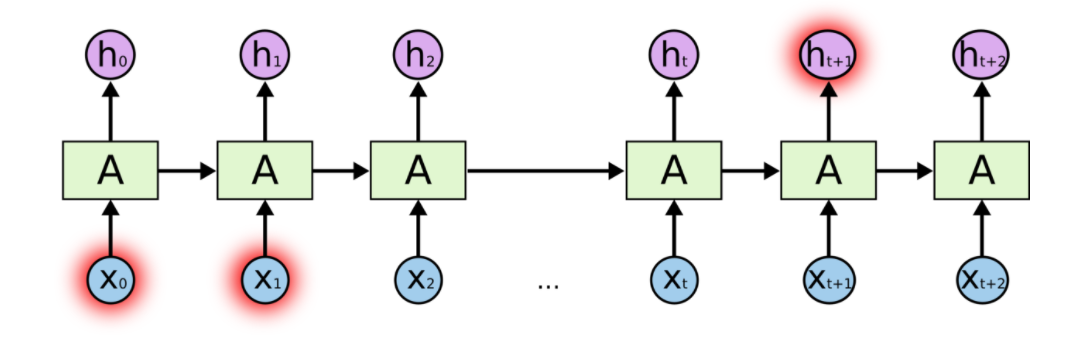 h₀ h₁ h₂ hₜ hₜ₊₁ hₜ₊₂
A A A A A A
x₀ x₁ x₂ ... xₜ xₜ₊₁ xₜ₊₂